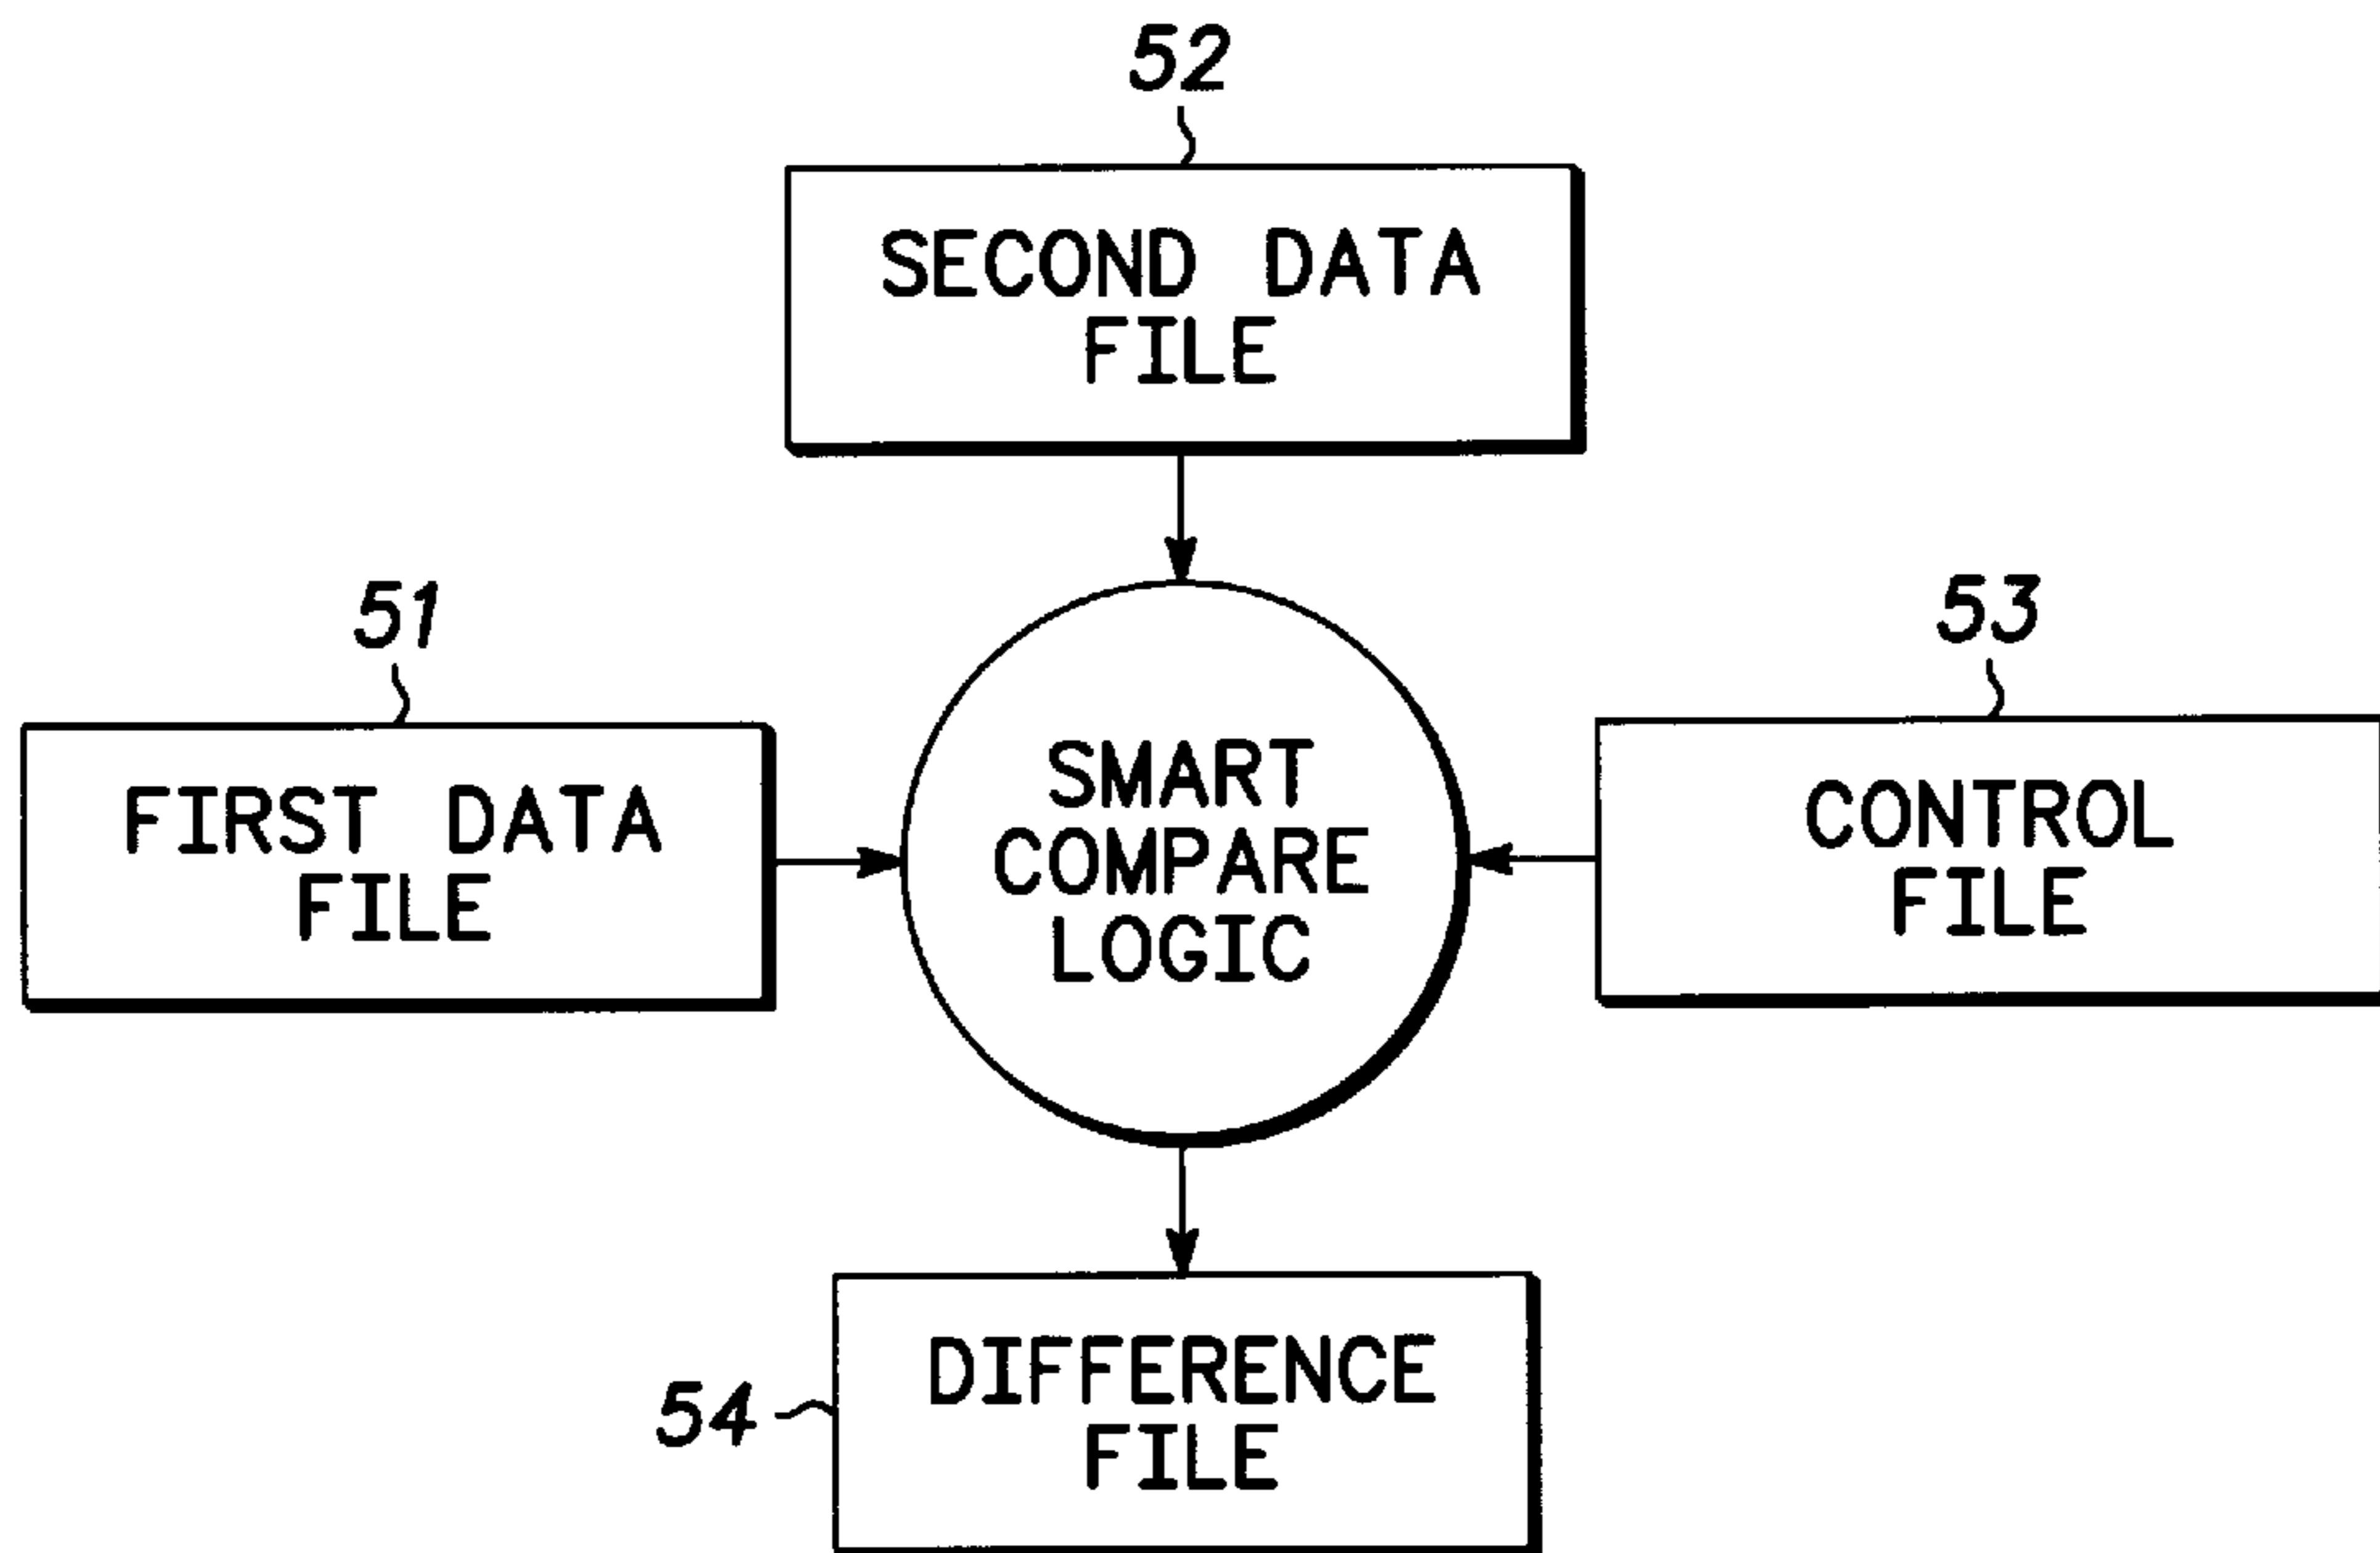 52
SECOND DATA
FILE
51
FIRST DATA
FILE
SMART
COMPARE
LOGIC
53
CONTROL
FILE
54
DIFFERENCE
FILE